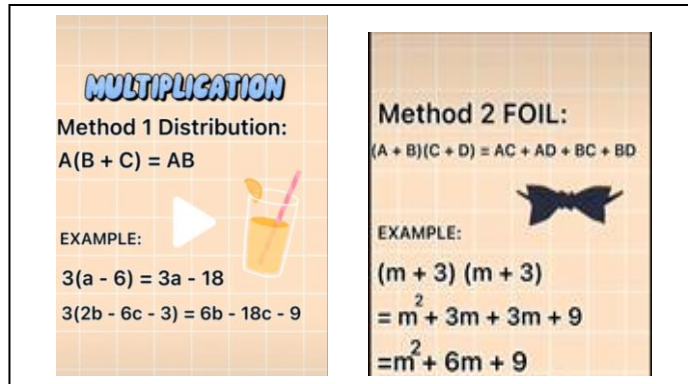 MULTIPLICATION
Method 1 Distribution:
A(B + C) = AB
EXAMPLE:
3(a - 6) = 3a - 18
3(2b - 6c - 3) = 6b - 18c - 9
Method 2 FOIL:
(A + B)(C + D) = AC + AD + BC + BD
EXAMPLE:
(m + 3) (m + 3)
= m² + 3m + 3m + 9
=m² + 6m + 9